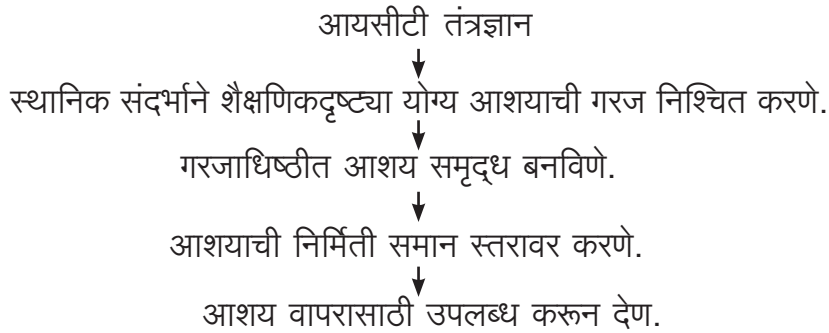 आयसीटी तंत्रज्ञान
स्थानिक संदर्भाने शैक्षणिकदृष्ट्या योग्य आशयाची गरज निश्चित करणे.
गरजाधिष्ठीत आशय समृद्ध बनविणे.
आशयाची निर्मिती समान स्तरावर करणे.
आशय वापरासाठी उपलब्ध करून देण.